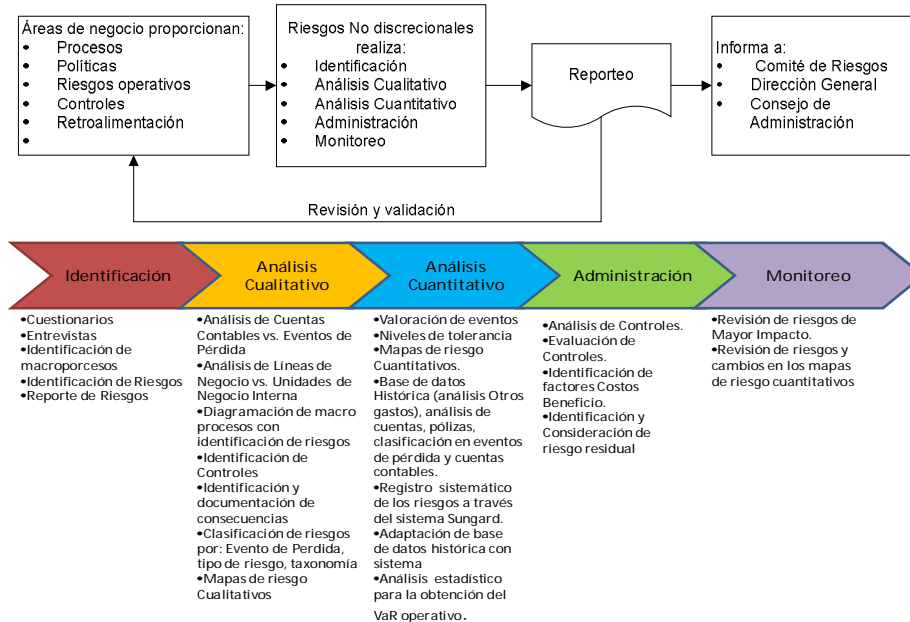 Áreas de negocio proporcionan:
• Procesos
• Políticas
• Riesgos operativos
• Controles
• Retroalimentación
•
Riesgos No discrecionales
realiza:
• Identificación
• Análisis Cualitativo
• Análisis Cuantitativo
• Administración
• Monitoreo
Reporteo
Informa a:
• Comité de Riesgos
• Direcciòn General
• Consejo de
Administración
Revisión y validación
Identificación
•Cuestionarios
•Entrevistas
•Identificación de
macroporcesos
•Identificación de Riesgos
•Reporte de Riesgos
Análisis
Cualitativo
•Análisis de Cuentas
Contables vs. Eventos de
Pérdida
•Análisis de Líneas de
Negocio vs. Unidades de
Negocio Interna
•Diagramación de macro
procesos con
identificación de riesgos
•Identificación de
Controles
•Identificación y
documentación de
consecuencias
•Clasificación de riesgos
por: Evento de Perdida,
tipo de riesgo, taxonomía
•Mapas de riesgo
Cualitativos
Análisis
Cuantitativo
•Valoración de eventos
•Niveles de tolerancia
•Mapas de riesgo
Cuantitativos.
•Base de datos
Histórica (análisis Otros
gastos), análisis de
cuentas, pólizas,
clasificación en eventos
de pérdida y cuentas
contables.
•Registro sistemático
de los riesgos a través
del sistema Sungard.
•Adaptación de base
de datos histórica con
sistema
•Análisis estadístico
para la obtención del
VaR operativo.
Administración
•Análisis de Controles.
•Evaluación de
Controles.
•Identificación de
factores Costos
Beneficio.
•Identificación y
Consideración de
riesgo residual
Monitoreo
•Revisión de riesgos de
Mayor Impacto.
•Revisión de riesgos y
cambios en los mapas
de riesgo cuantitativos